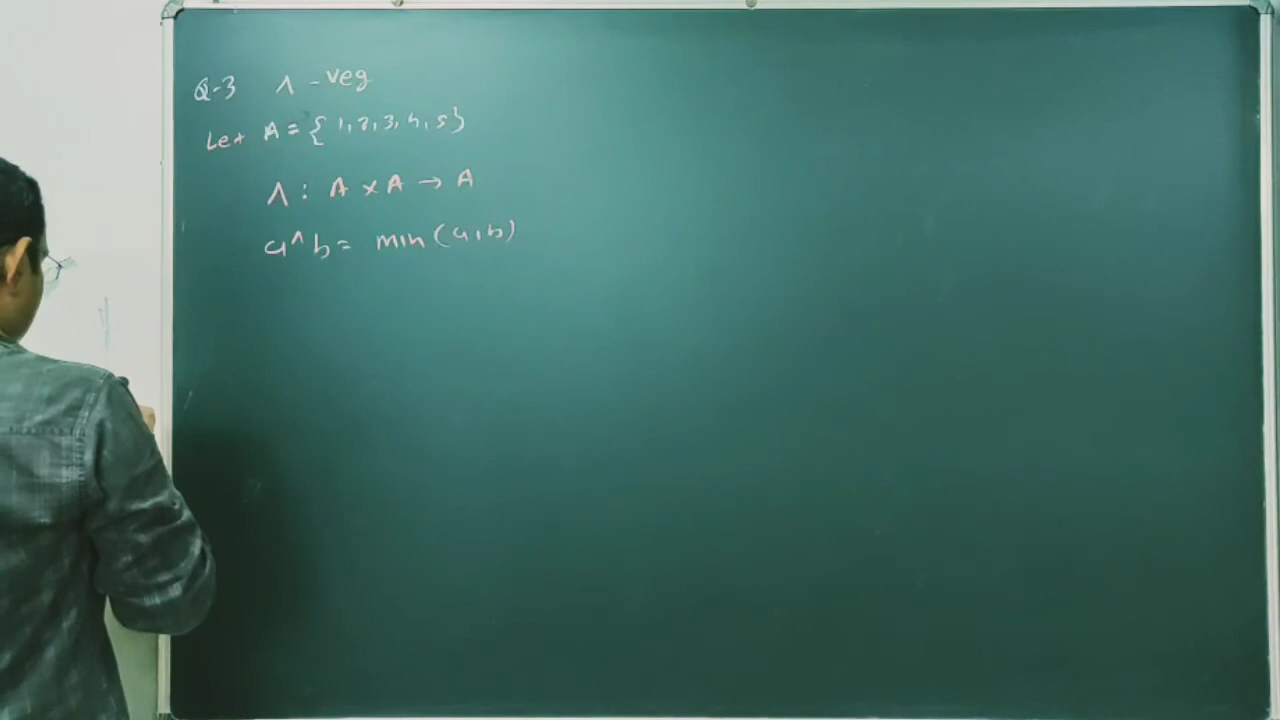 Q-3 ∧ - Veg
Let A = { 1, 2, 3, 4, 5 }
∧ : A × A → A
a ^ b = min (a, b)